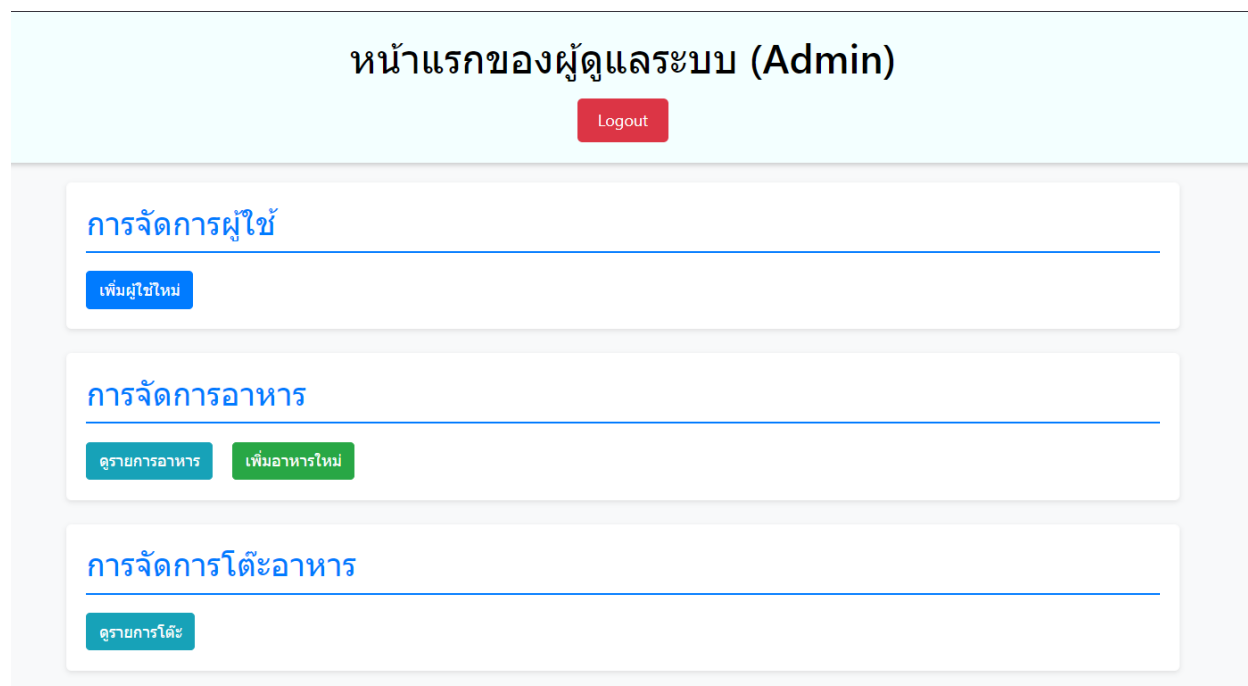 หน้าแรกของผู้ดูแลระบบ (Admin)
Logout
การจัดการผู้ใช้
เพิ่มผู้ใช้ใหม่
การจัดการอาหาร
ดูรายการอาหาร เพิ่มอาหารใหม่
การจัดการโต๊ะอาหาร
ดูรายการโต๊ะ